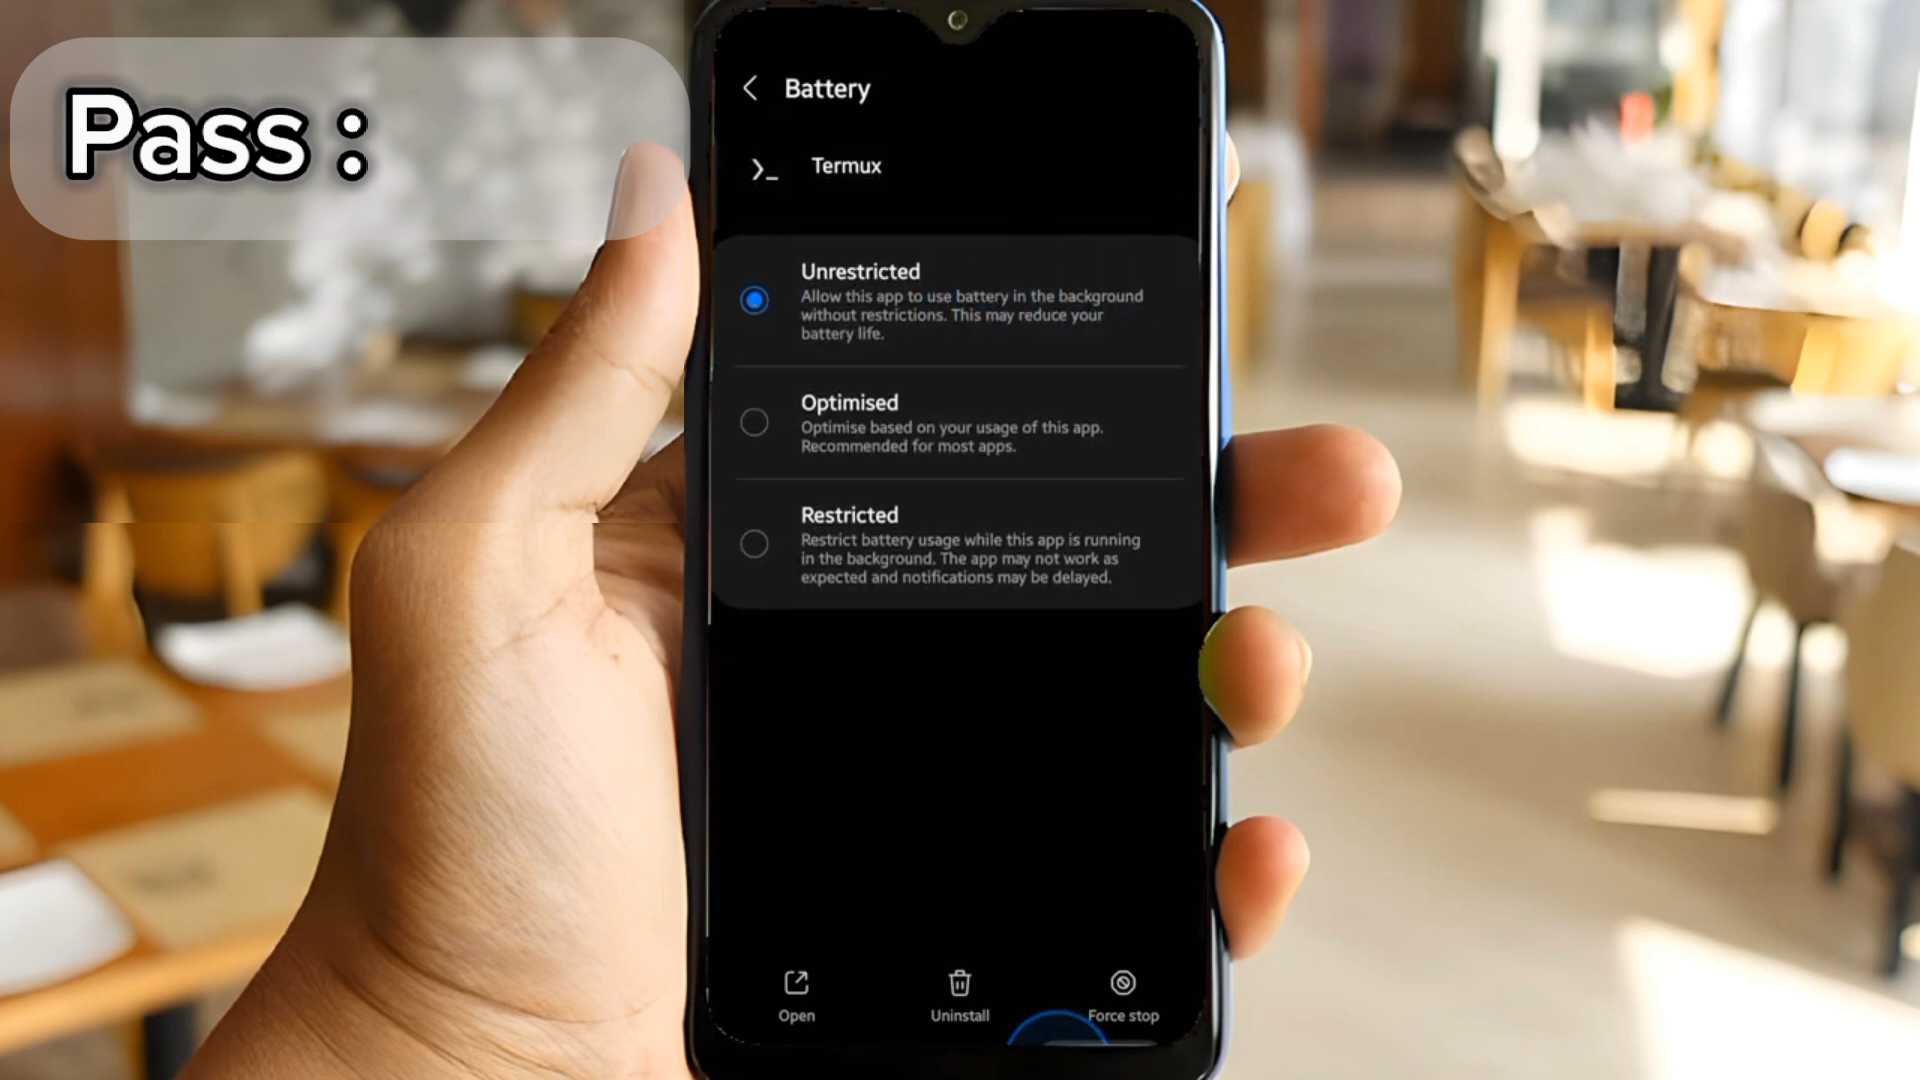 Pass :
Battery
Termux
Unrestricted
Allow this app to use battery in the background
without restrictions. This may reduce your
battery life.
Optimised
Optimise based on your usage of this app.
Recommended for most apps.
Restricted
Restrict battery usage while this app is running
in the background. The app may not work as
expected and notifications may be delayed.
Open
Uninstall
Force stop